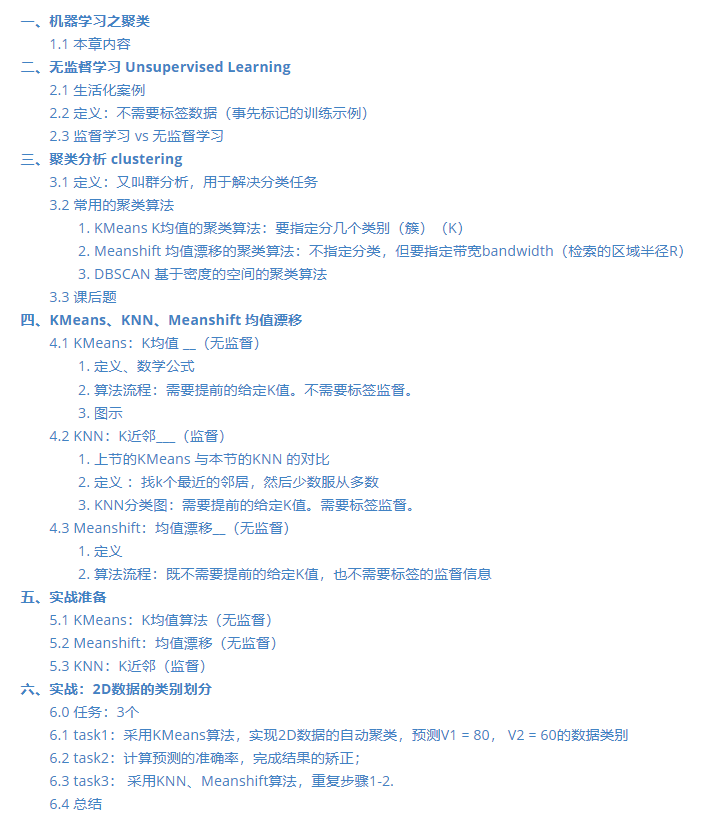 一、机器学习之聚类
1.1 本章内容
二、无监督学习 Unsupervised Learning
2.1 生活化案例
2.2 定义：不需要标签数据（事先标记的训练示例）
2.3 监督学习 vs 无监督学习
三、聚类分析 clustering
3.1 定义：又叫群分析，用于解决分类任务
3.2 常用的聚类算法
1. KMeans K均值的聚类算法：要指定分几个类别（簇）（K）
2. Meanshift 均值漂移的聚类算法：不指定分类，但要指定带宽bandwidth（检索的区域半径R）
3. DBSCAN 基于密度的空间的聚类算法
3.3 课后题
四、KMeans、KNN、Meanshift 均值漂移
4.1 KMeans：K均值 __（无监督）
1. 定义、数学公式
2. 算法流程：需要提前的给定K值。不需要标签监督。
3. 图示
4.2 KNN：K近邻___（监督）
1. 上节的KMeans 与本节的KNN 的对比
2. 定义 ：找k个最近的邻居，然后少数服从多数
3. KNN分类图：需要提前的给定K值。需要标签监督。
4.3 Meanshift：均值漂移__（无监督）
1. 定义
2. 算法流程：既不需要提前的给定K值，也不需要标签的监督信息
五、实战准备
5.1 KMeans：K均值算法（无监督）
5.2 Meanshift：均值漂移（无监督）
5.3 KNN：K近邻（监督）
六、实战：2D数据的类别划分
6.0 任务：3个
6.1 task1：采用KMeans算法，实现2D数据的自动聚类，预测V1 = 80， V2 = 60的数据类别
6.2 task2：计算预测的准确率，完成结果的矫正；
6.3 task3： 采用KNN、Meanshift算法，重复步骤1-2.
6.4 总结